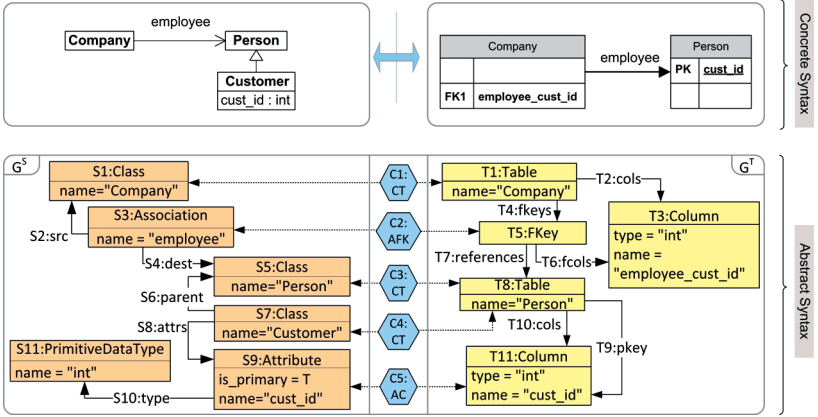 employee
Company
Person
Customer
cust_id : int
Company
employee
Person
PK
cust_id
FK1
employee_cust_id
Concrete Syntax
G^S
S1:Class
name="Company"
S2:src
S3:Association
name = "employee"
S4:dest
S5:Class
name="Person"
S6:parent
S7:Class
name="Customer"
S8:attrs
S11:PrimitiveDataType
name = "int"
S9:Attribute
is_primary = T
name="cust_id"
S10:type
C1:
CT
C2:
AFK
C3:
CT
C4:
CT
C5:
AC
G^T
T1:Table
name="Company"
T2:cols
T4:fkeys
T3:Column
type = "int"
name =
"employee_cust_id"
T5:FKey
T7:references
T6:fcols
T8:Table
name="Person"
T10:cols
T9:pkey
T11:Column
type = "int"
name = "cust_id"
Abstract Syntax